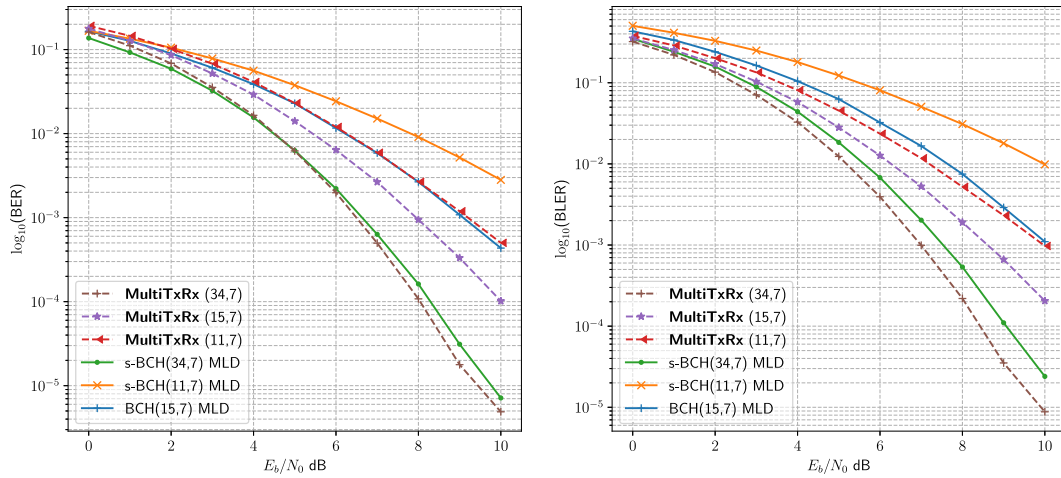 10⁻¹
10⁻²
10⁻³
10⁻⁴
10⁻⁵
log₁₀(BER)
MultiTxRx (34,7)
MultiTxRx (15,7)
MultiTxRx (11,7)
s-BCH(34,7) MLD
s-BCH(11,7) MLD
BCH(15,7) MLD
0 2 4 6 8 10
E_b/N_0 dB
10⁻¹
10⁻²
10⁻³
10⁻⁴
10⁻⁵
log₁₀(BLER)
MultiTxRx (34,7)
MultiTxRx (15,7)
MultiTxRx (11,7)
s-BCH(34,7) MLD
s-BCH(11,7) MLD
BCH(15,7) MLD
0 2 4 6 8 10
E_b/N_0 dB